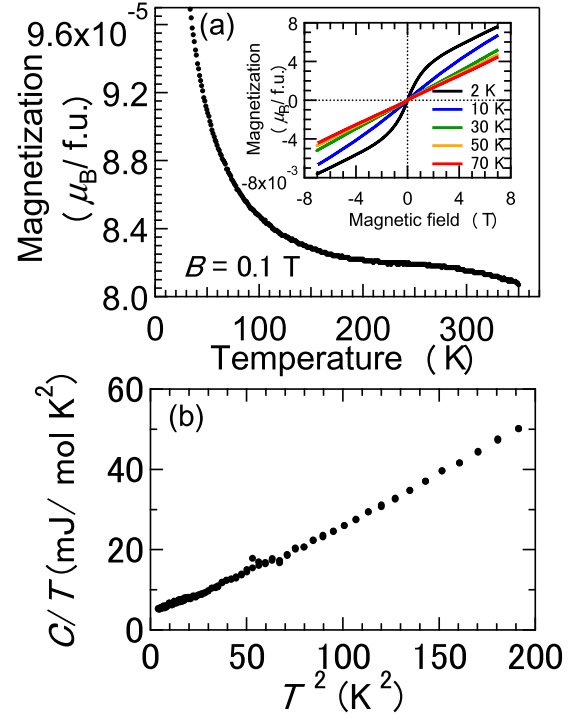 9.6x10 -5
(a)
9.2
8.8
8.4
8.0
Magnetization
(μB/ f.u.)
B = 0.1 T
0 100 200 300
Temperature (K)
8
4
0
-4
-8x10 -3
Magnetization
(μB/ f.u.)
2 K
10 K
30 K
50 K
70 K
-8 -4 0 4 8
Magnetic field (T)
60
(b)
40
20
0
C/T (mJ/ mol K2)
0 50 100 150 200
T 2 (K2)